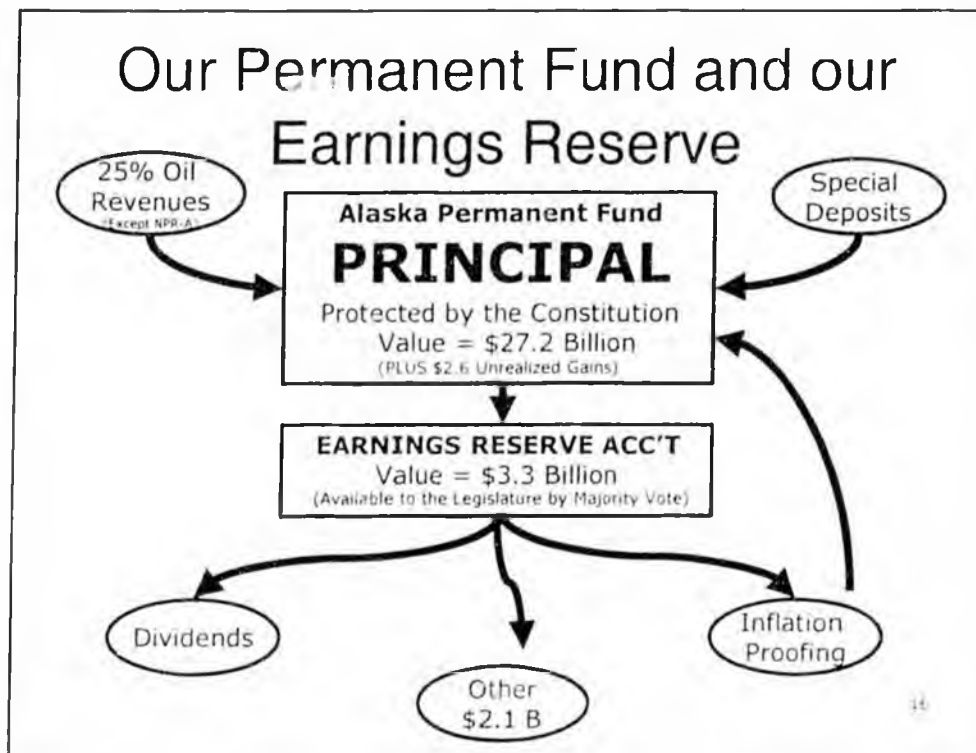 Our Permanent Fund and our
Earnings Reserve
25% Oil
Revenues
*Except NPR-A*
Special
Deposits
Alaska Permanent Fund
PRINCIPAL
Protected by the Constitution
Value = $27.2 Billion
(PLUS $2.6 Unrealized Gains)
EARNINGS RESERVE ACC'T
Value = $3.3 Billion
(Available to the Legislature by Majority Vote)
Dividends
Other
$2.1 B
Inflation
Proofing